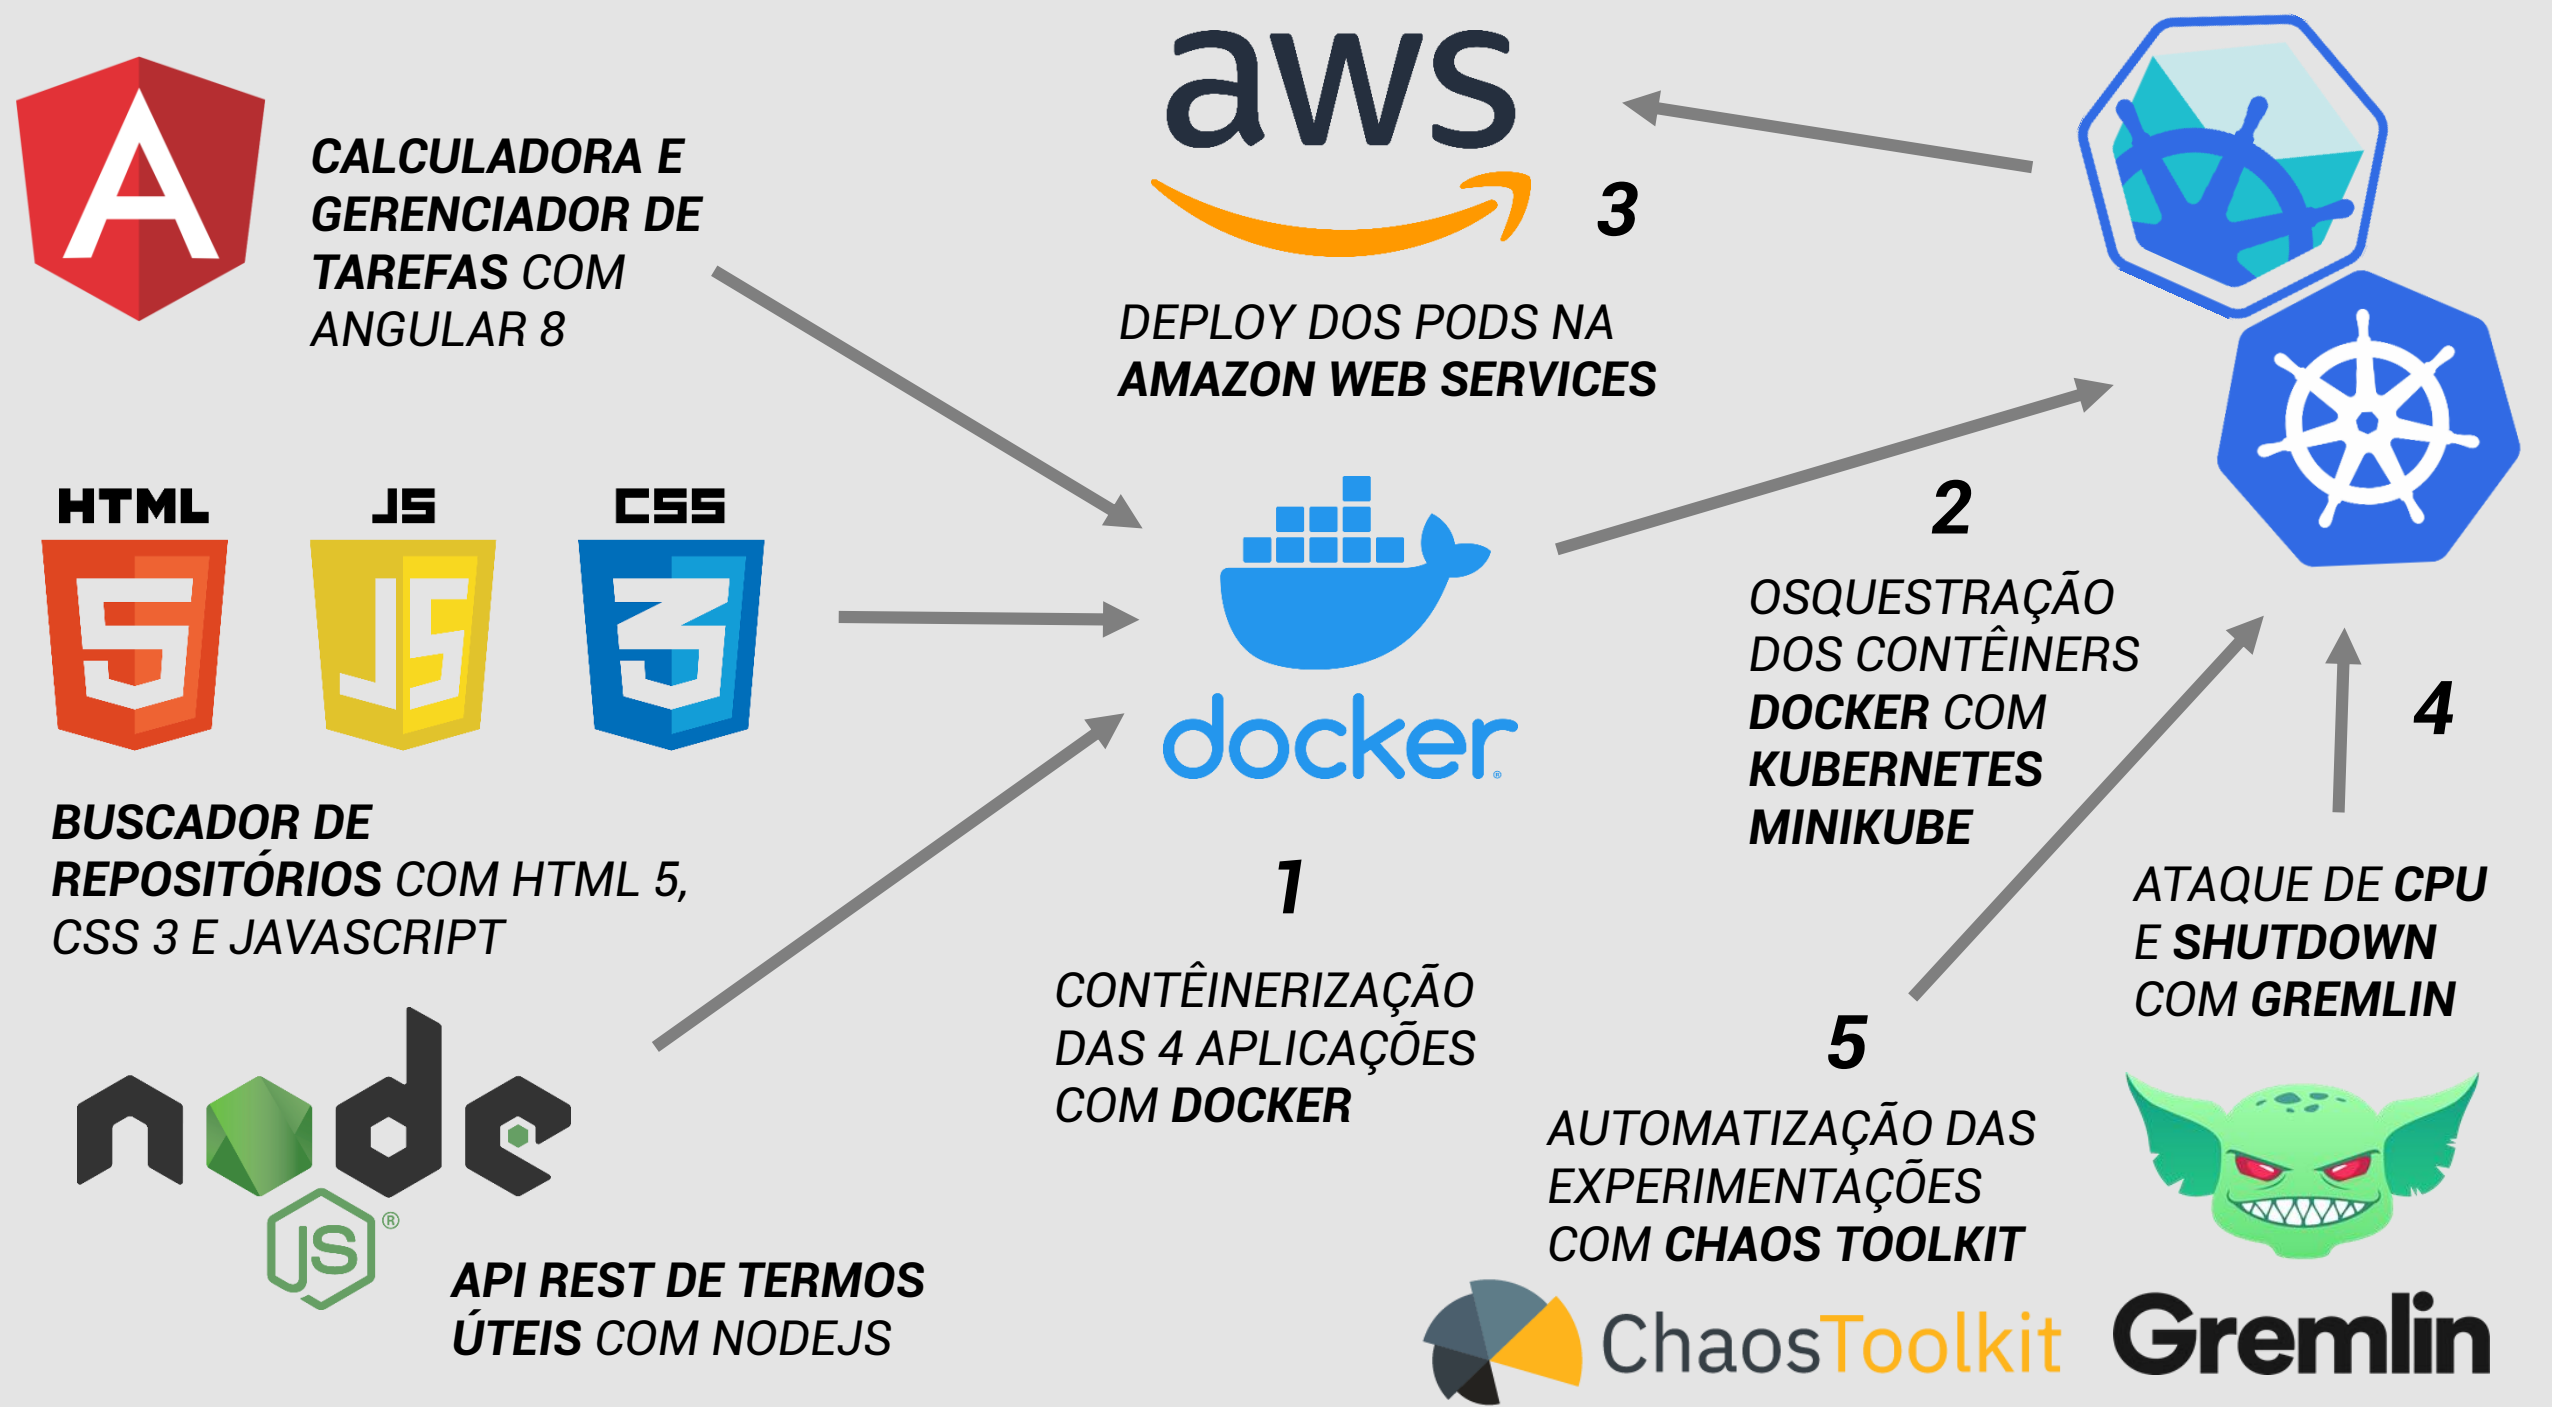 CALCULADORA E
GERENCIADOR DE
TAREFAS COM
ANGULAR 8
HTML
JS
CSS
5
JS
3
BUSCADOR DE
REPOSITÓRIOS COM HTML 5,
CSS 3 E JAVASCRIPT
node
JS®
API REST DE TERMOS
ÚTEIS COM NODEJS
aws
3
DEPLOY DOS PODS NA
AMAZON WEB SERVICES
docker®
1
CONTÊINERIZAÇÃO
DAS 4 APLICAÇÕES
COM DOCKER
2
OSQUESTRAÇÃO
DOS CONTÊINERS
DOCKER COM
KUBERNETES
MINIKUBE
4
ATAQUE DE CPU
E SHUTDOWN
COM GREMLIN
Gremlin
5
AUTOMATIZAÇÃO DAS
EXPERIMENTAÇÕES
COM CHAOS TOOLKIT
ChaosToolkit